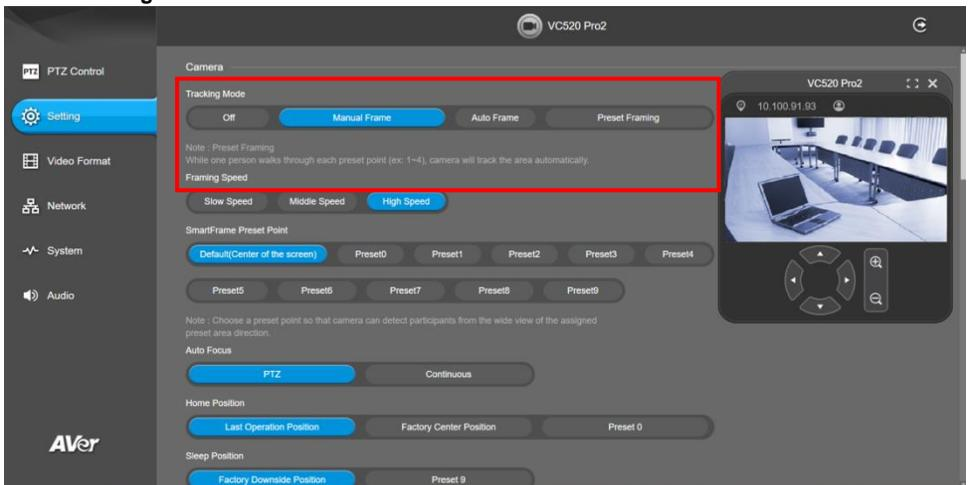 VC520 Pro2
PTZ PTZ Control
Setting
Video Format
Network
System
Audio
AVer
Camera
Tracking Mode
Off Manual Frame Auto Frame Preset Framing
Note : Preset Framing
While one person walks through each preset point (ex: 1~4), camera will track the area automatically.
Framing Speed
Slow Speed Middle Speed High Speed
SmartFrame Preset Point
Default(Center of the screen) Preset0 Preset1 Preset2 Preset3 Preset4
Preset5 Preset6 Preset7 Preset8 Preset9
Note : Choose a preset point so that camera can detect participants from the wide view of the assigned
preset area direction.
Auto Focus
PTZ Continuous
Home Position
Last Operation Position Factory Center Position Preset 0
Sleep Position
Factory Downside Position Preset 9
VC520 Pro2
10.100.91.93